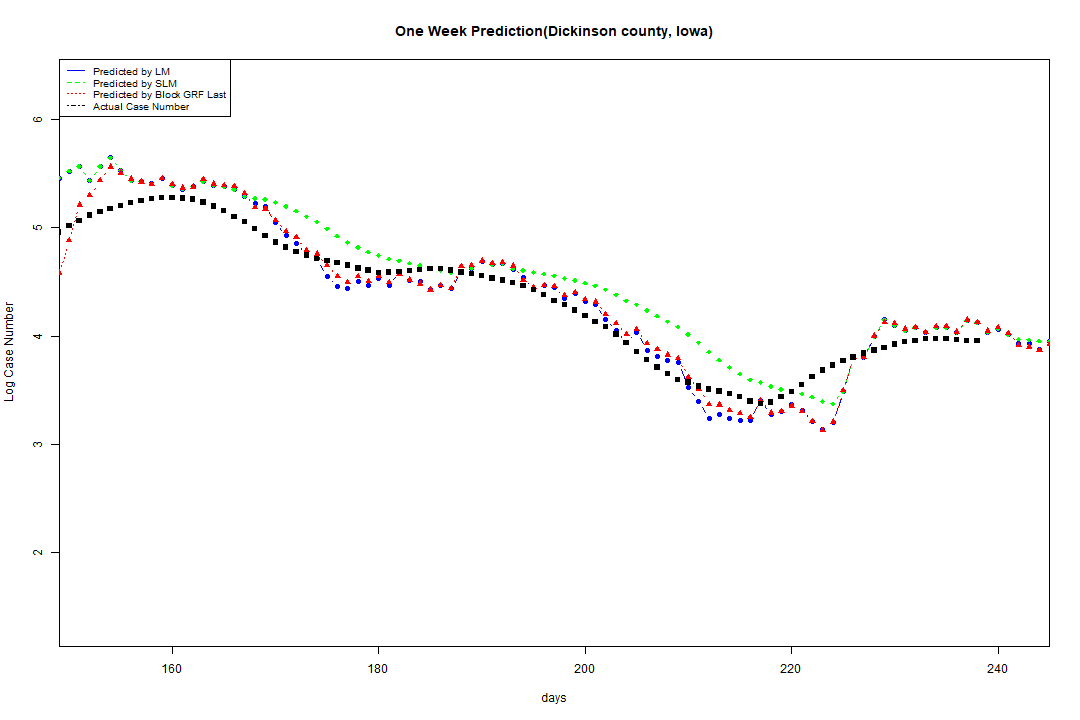 One Week Prediction(Dickinson county, Iowa)
Predicted by LM
Predicted by SLM
Predicted by Block GRF Last
Actual Case Number
6
5
4
3
2
Log Case Number
160 180 200 220 240
days